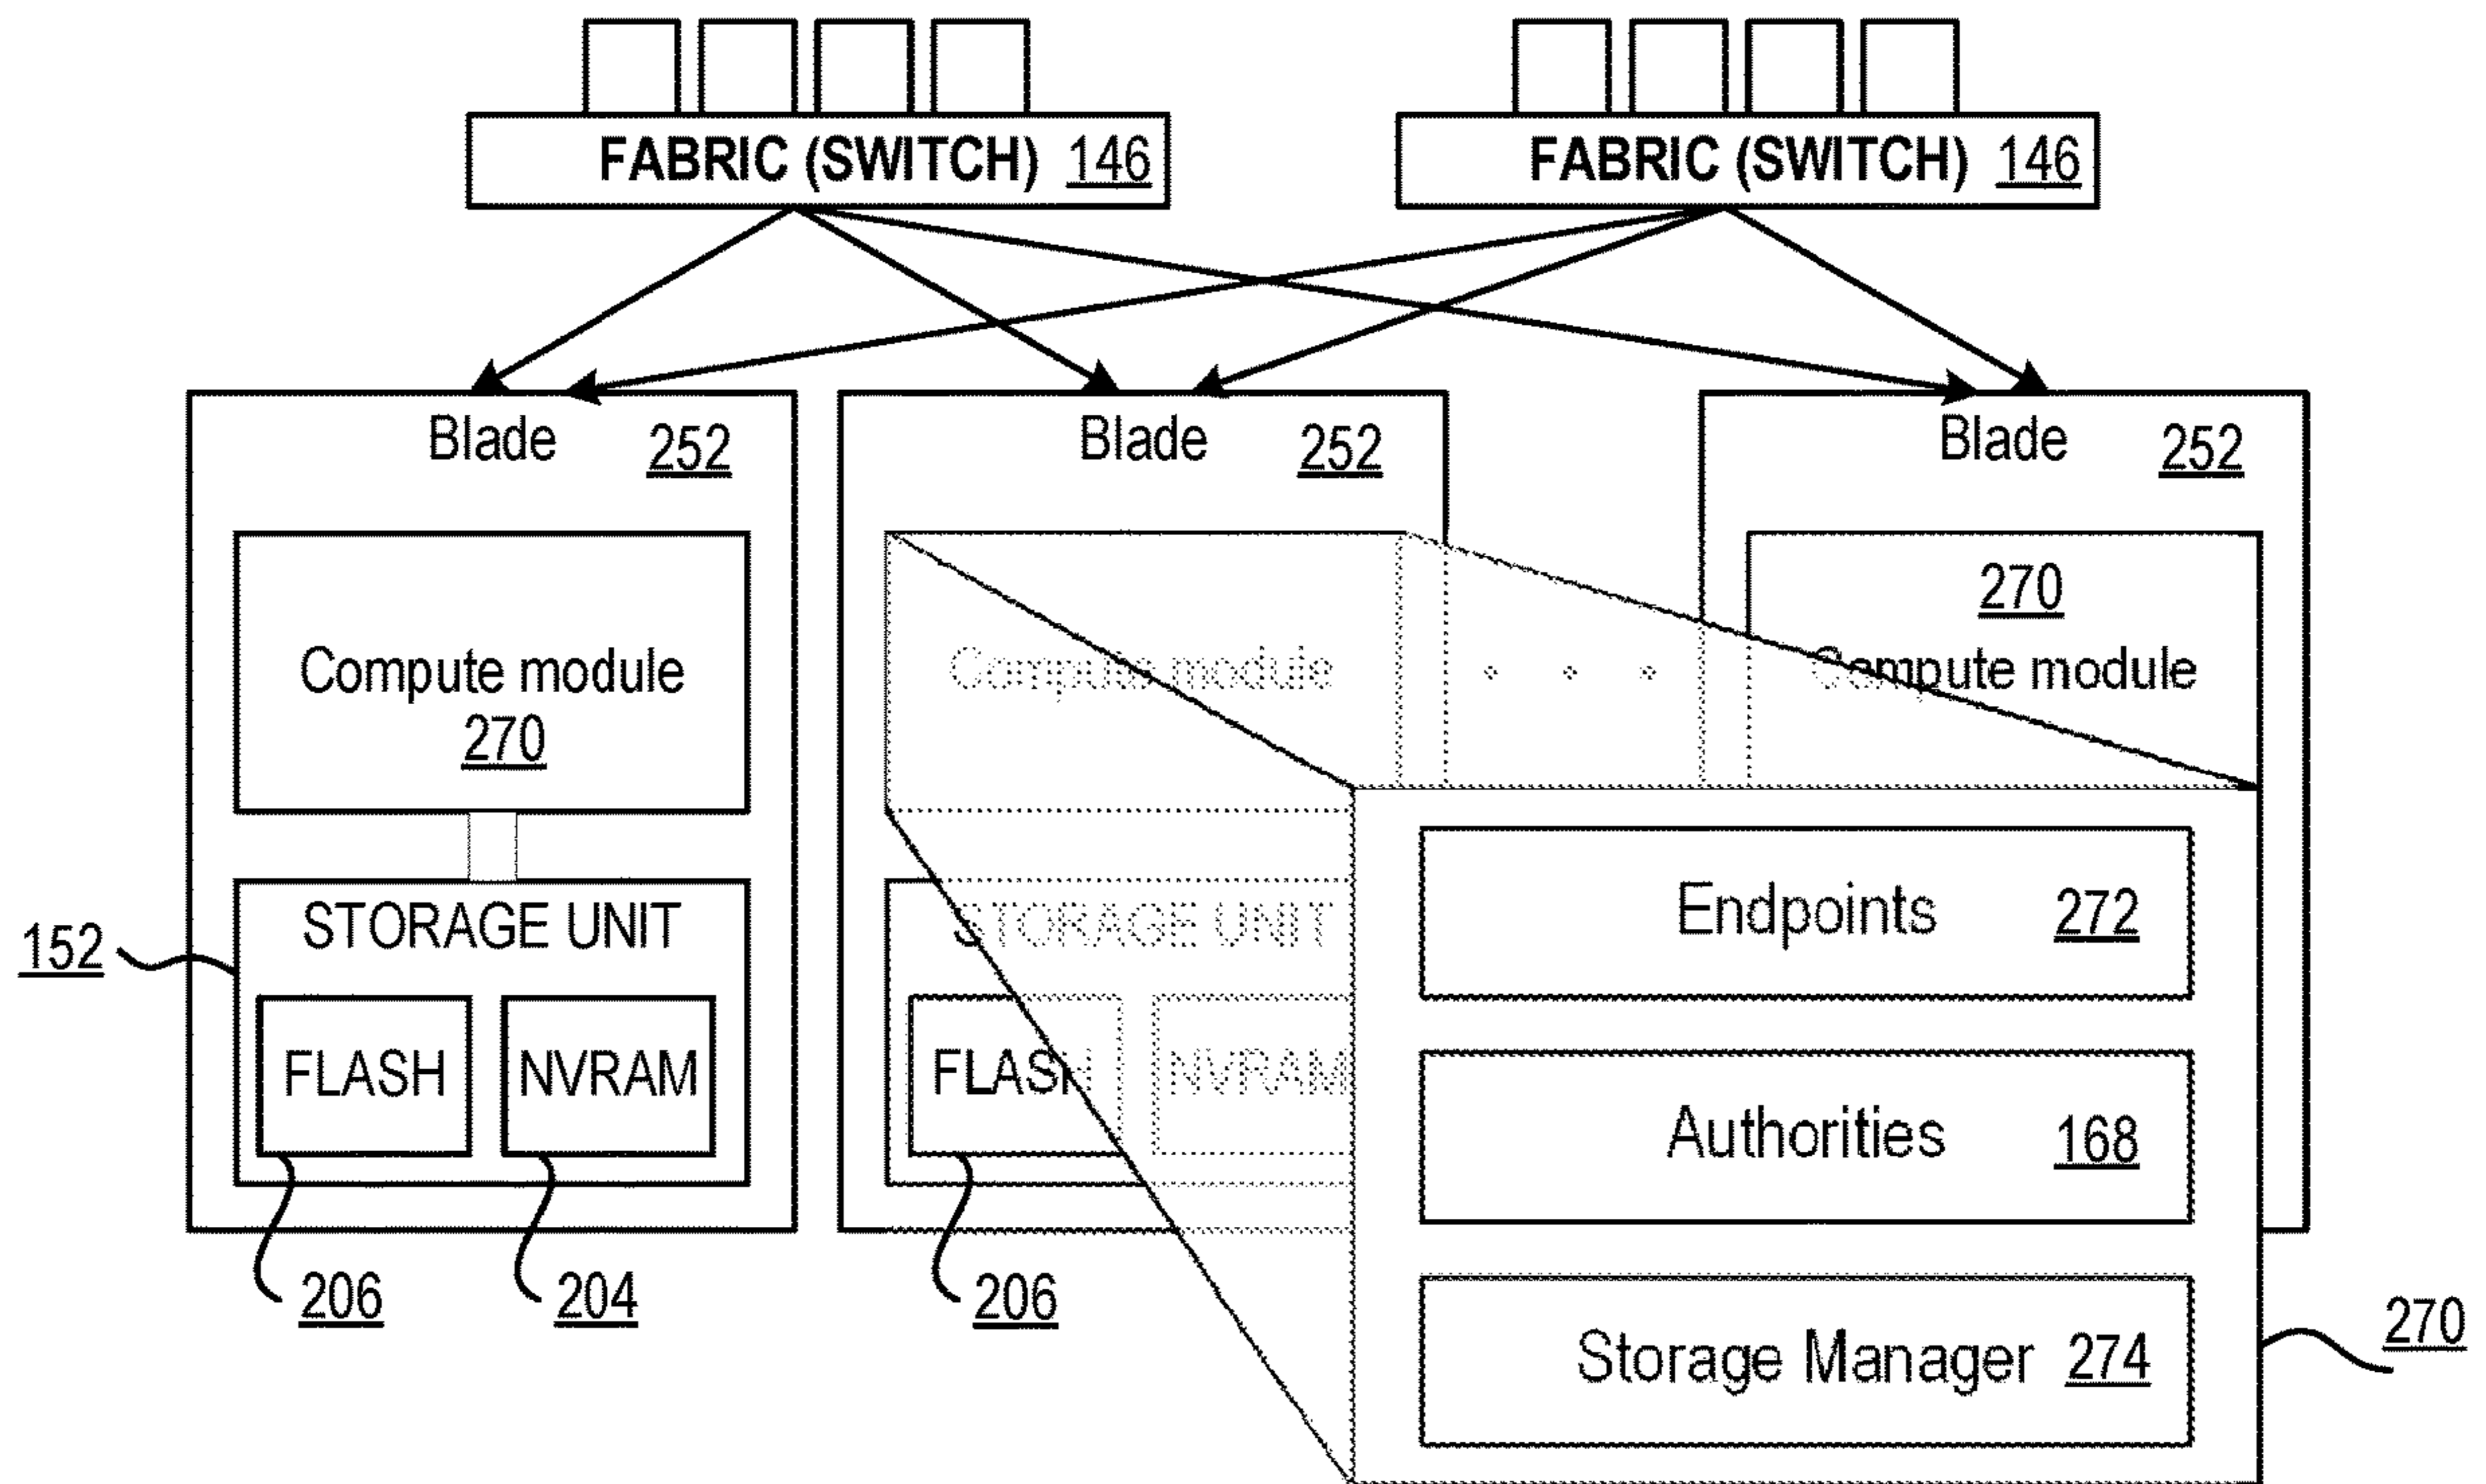 FABRIC (SWITCH) 146
FABRIC (SWITCH) 146
Blade 252
Blade 252
Blade 252
Compute module
270
Compute module
270
Compute module
152
STORAGE UNIT
FLASH
NVRAM
206
204
STORAGE UNIT
FLASH
NVRAM
206
Endpoints 272
Authorities 168
Storage Manager 274
270